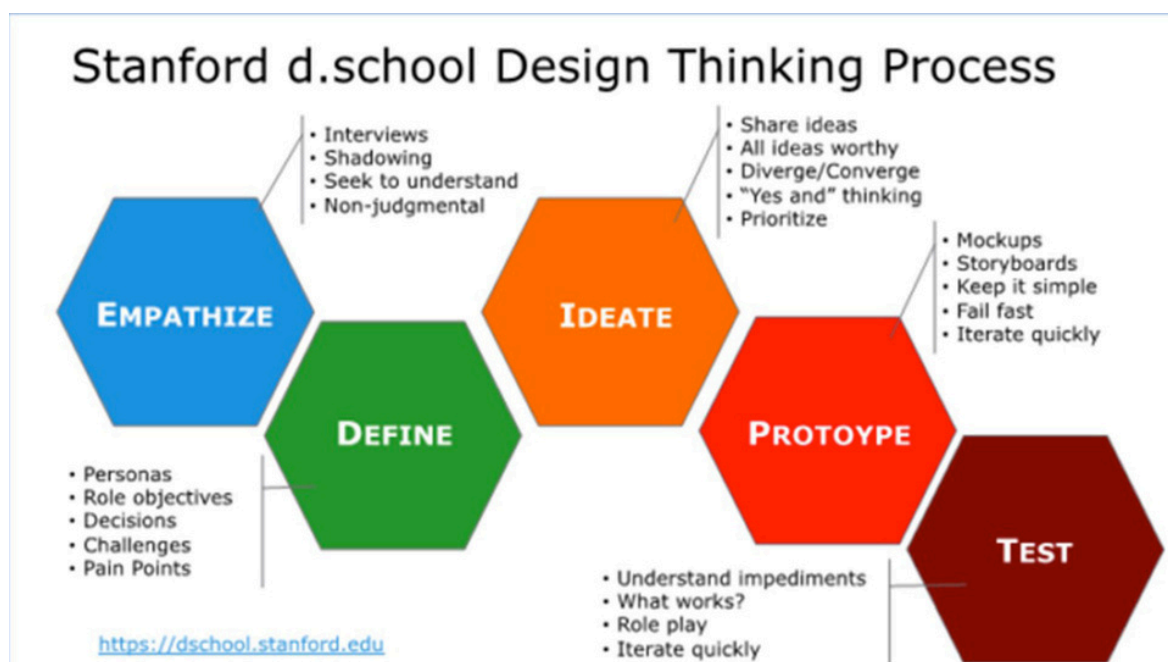 Stanford d.school Design Thinking Process
• Interviews
• Shadowing
• Seek to understand
• Non-judgmental
EMPATHIZE
• Personas
• Role objectives
• Decisions
• Challenges
• Pain Points
DEFINE
• Share ideas
• All ideas worthy
• Diverge/Converge
• “Yes and” thinking
• Prioritize
IDEATE
• Mockups
• Storyboards
• Keep it simple
• Fail fast
• Iterate quickly
PROTOYPE
• Understand impediments
• What works?
• Role play
• Iterate quickly
TEST
https://dschool.stanford.edu